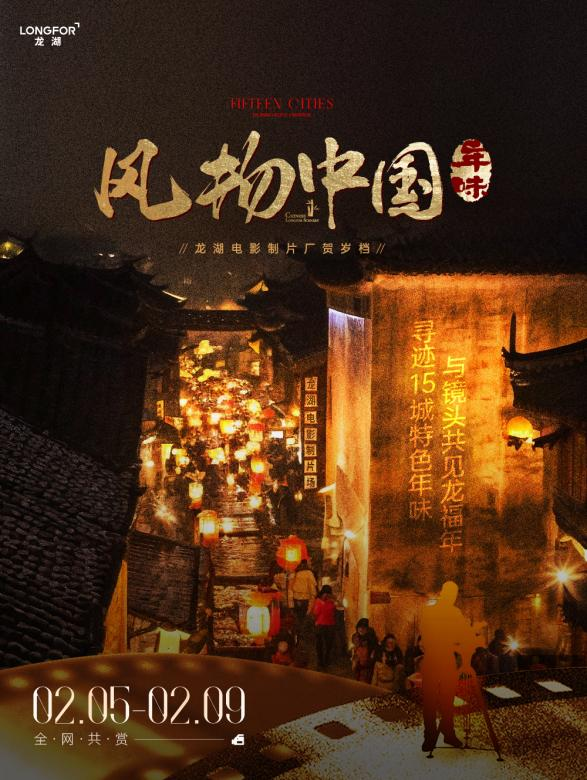 LONGFOR
龙湖
FIFTEEN CITIES
风物中国
年味
//龙湖电影制片厂贺岁档//
龙湖电影制片场
与镜头共见龙福年
寻迹15城特色年味
02.05-02.09
全·网·共·赏